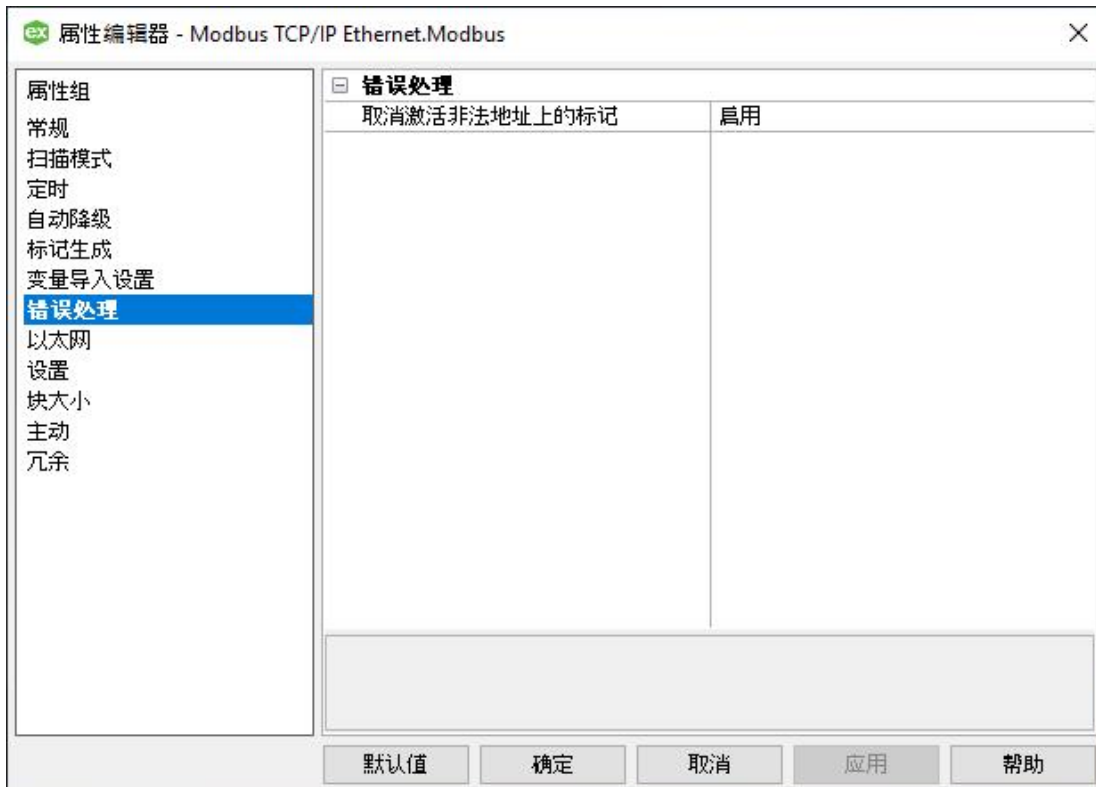 ex 属性编辑器 - Modbus TCP/IP Ethernet.Modbus
属性组
常规
扫描模式
定时
自动降级
标记生成
变量导入设置
错误处理
以太网
设置
块大小
主动
冗余
错误处理
取消激活非法地址上的标记 启用
默认值 确定 取消 应用 帮助